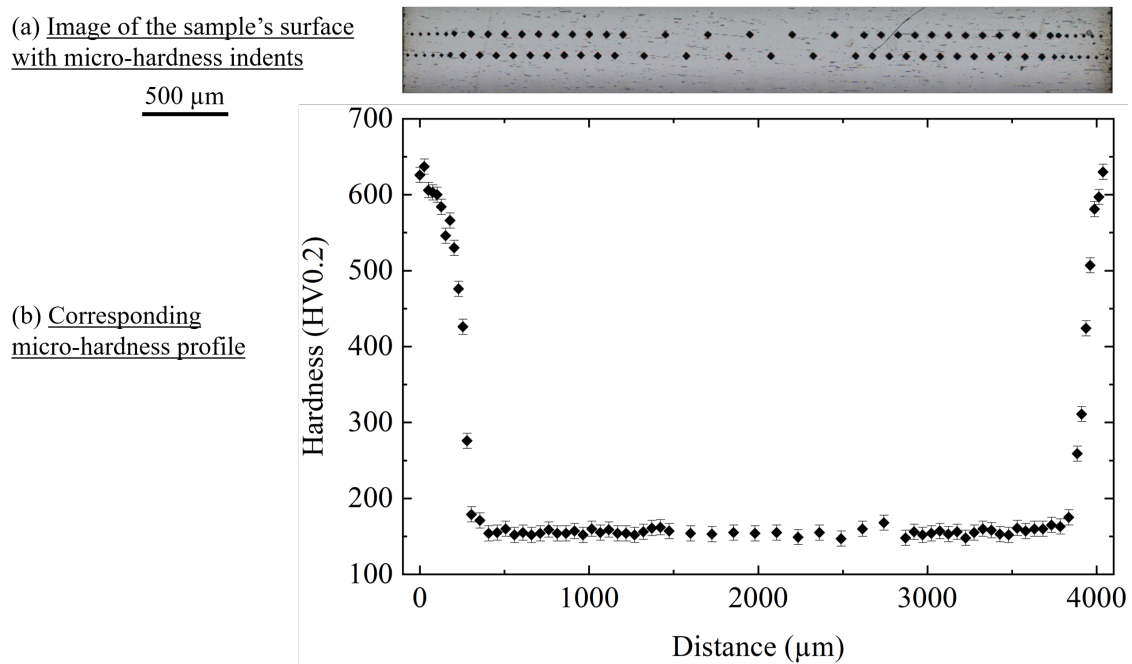 (a) Image of the sample's surface
with micro-hardness indents
500 µm
(b) Corresponding
micro-hardness profile
Hardness (HV0.2)
700
600
500
400
300
200
100
0
1000
2000
3000
4000
Distance (µm)